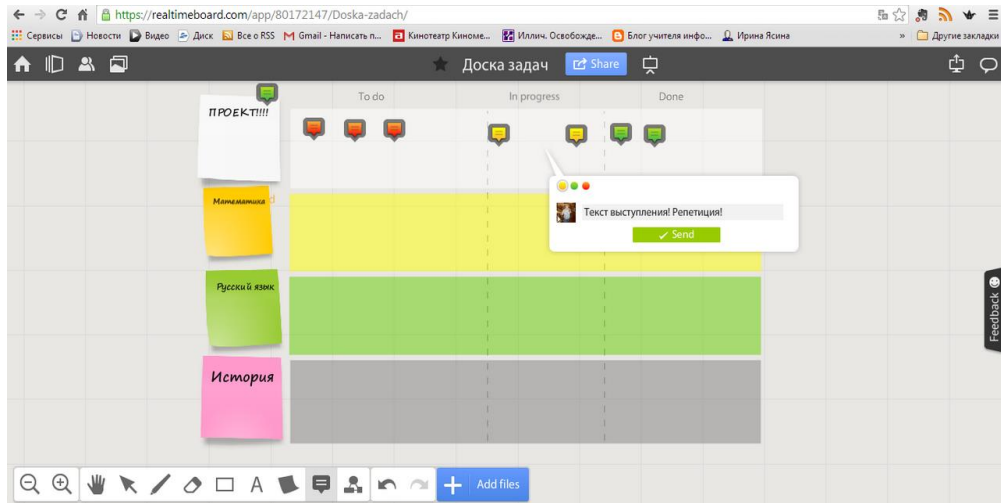 https://realtimeboard.com/app/80172147/Doska-zadach/
Сервисы Новости Видео Диск Все о RSS Gmail - Написать п... Кинотеатр Киноме... Иллич. Освобожде... Блог учителя инфо... Ирина Ясина » Другие закладки
Доска задач Share
To do In progress Done
ПРОЕКТ!!!!
Математика
Текст выступления! Репетиция!
Send
Русский язык
История
Feedback
A
Add files